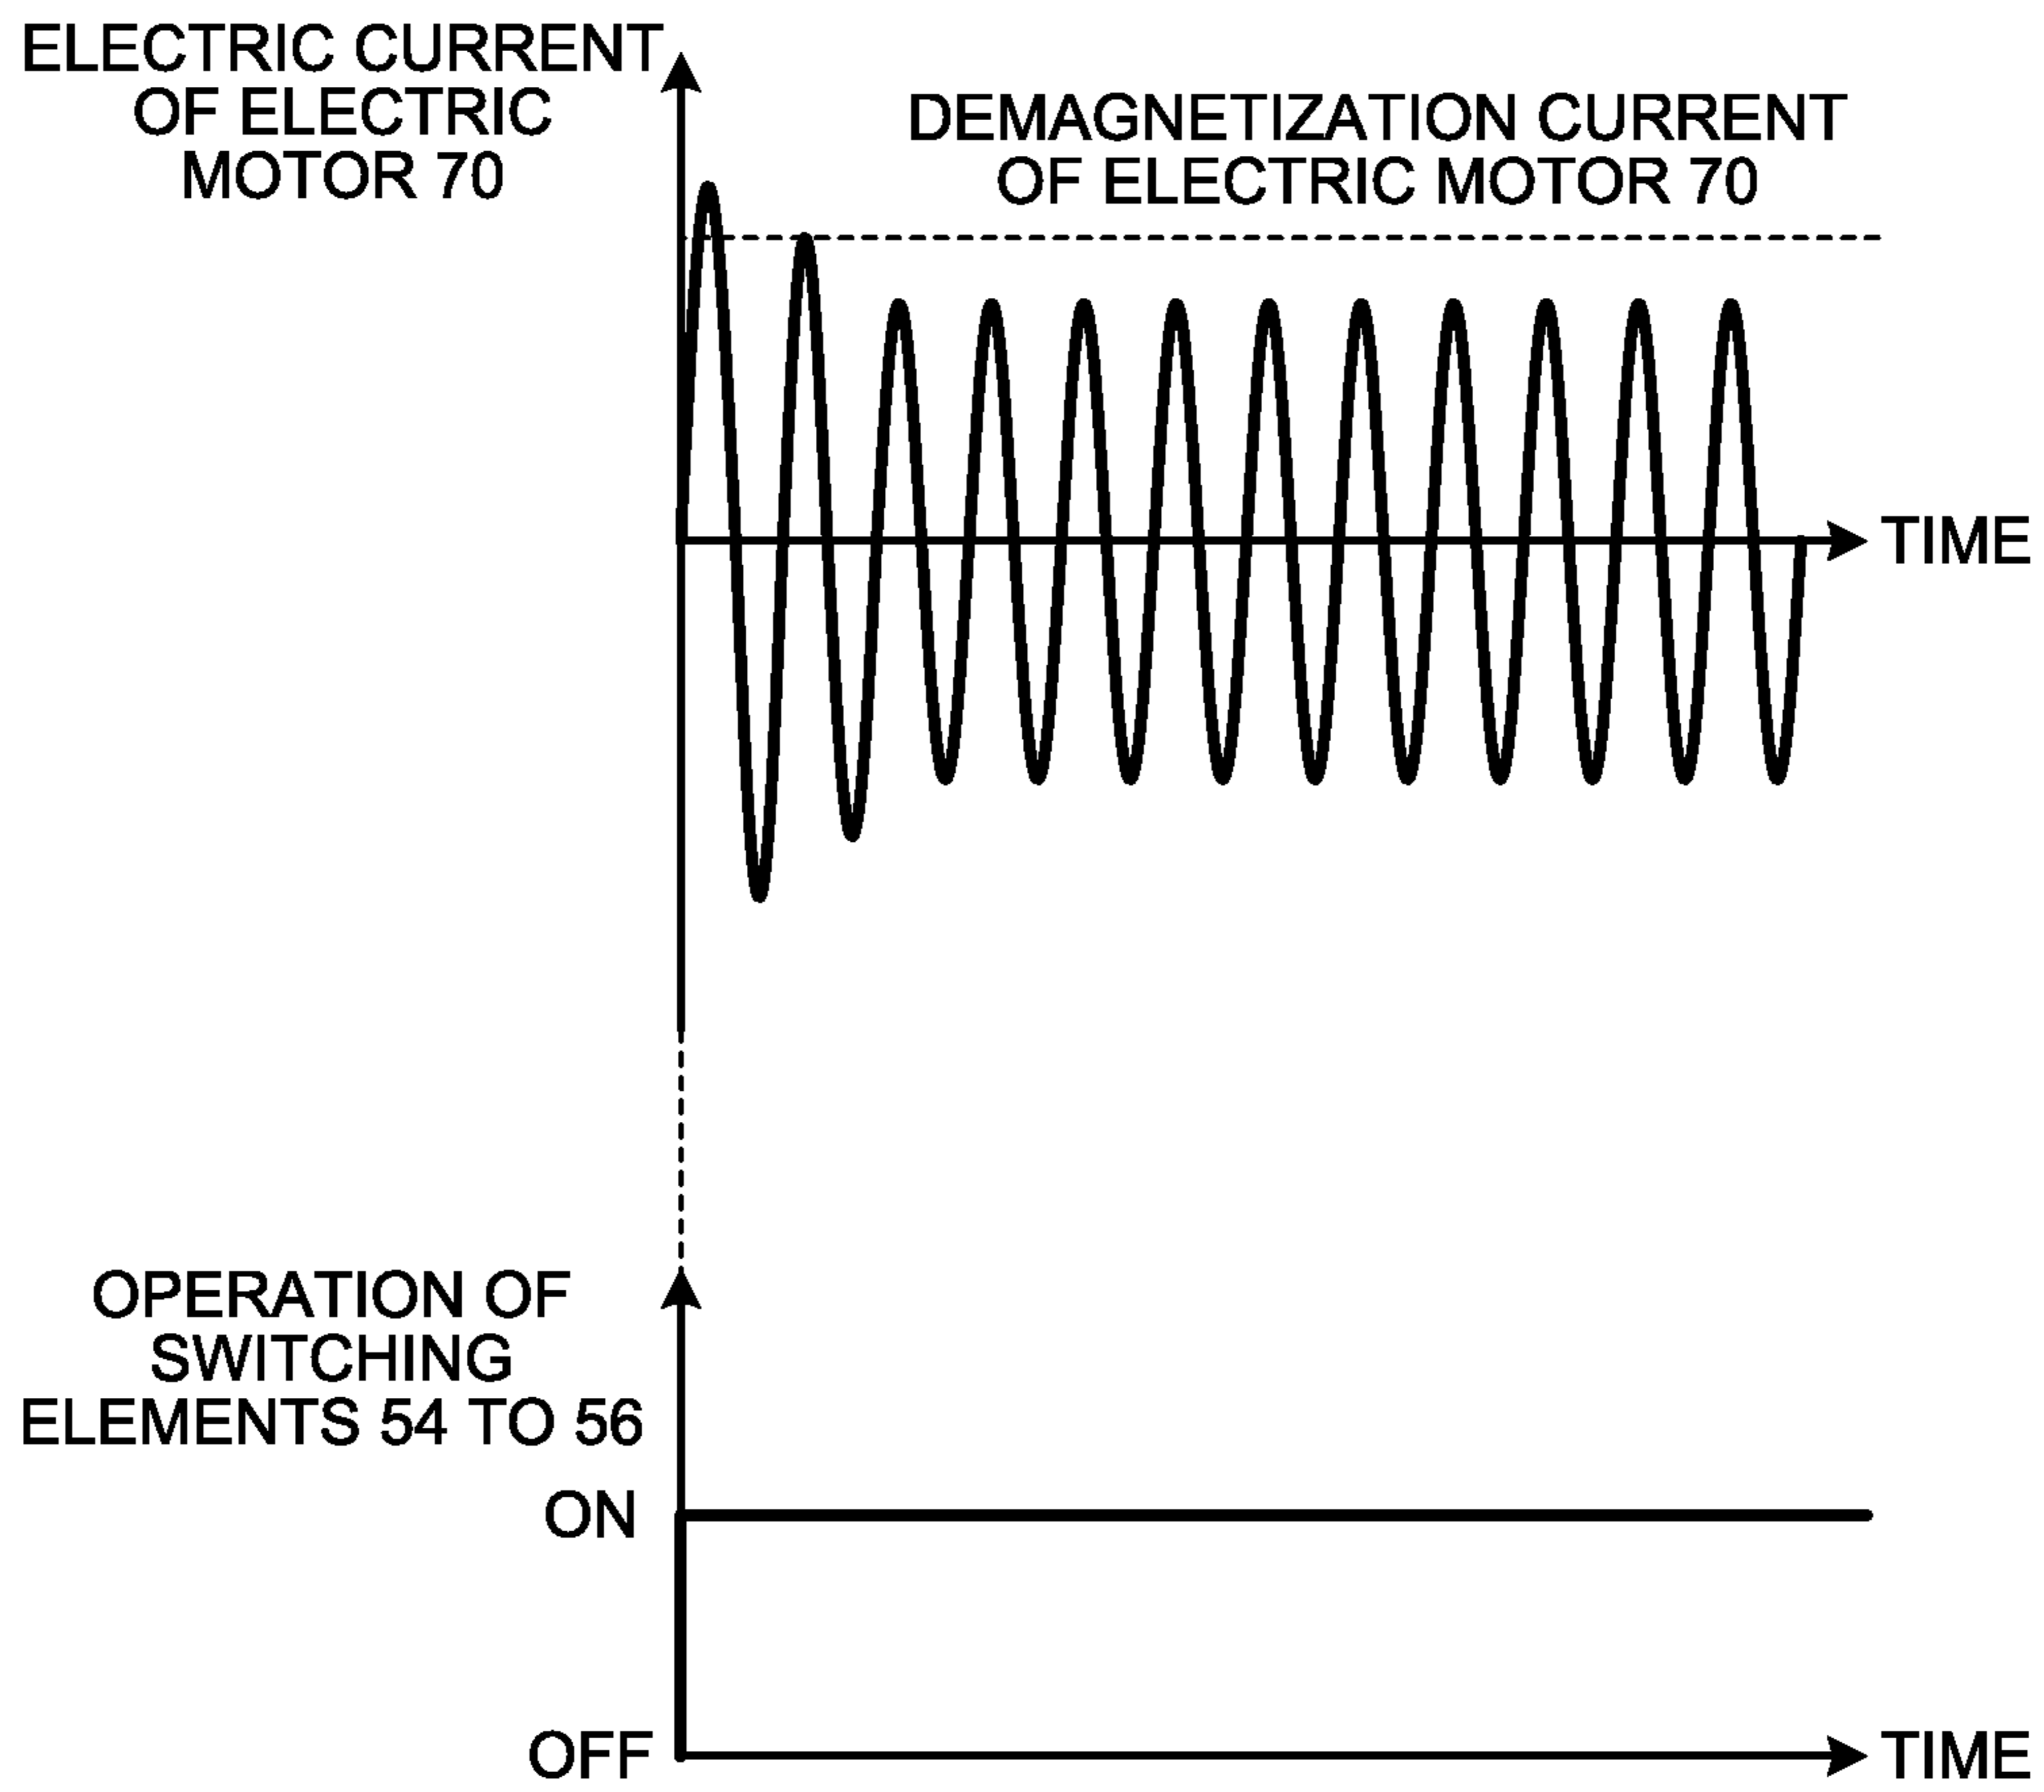 ELECTRIC CURRENT
OF ELECTRIC
MOTOR 70
DEMAGNETIZATION CURRENT
OF ELECTRIC MOTOR 70
TIME
OPERATION OF
SWITCHING
ELEMENTS 54 TO 56
ON
OFF
TIME